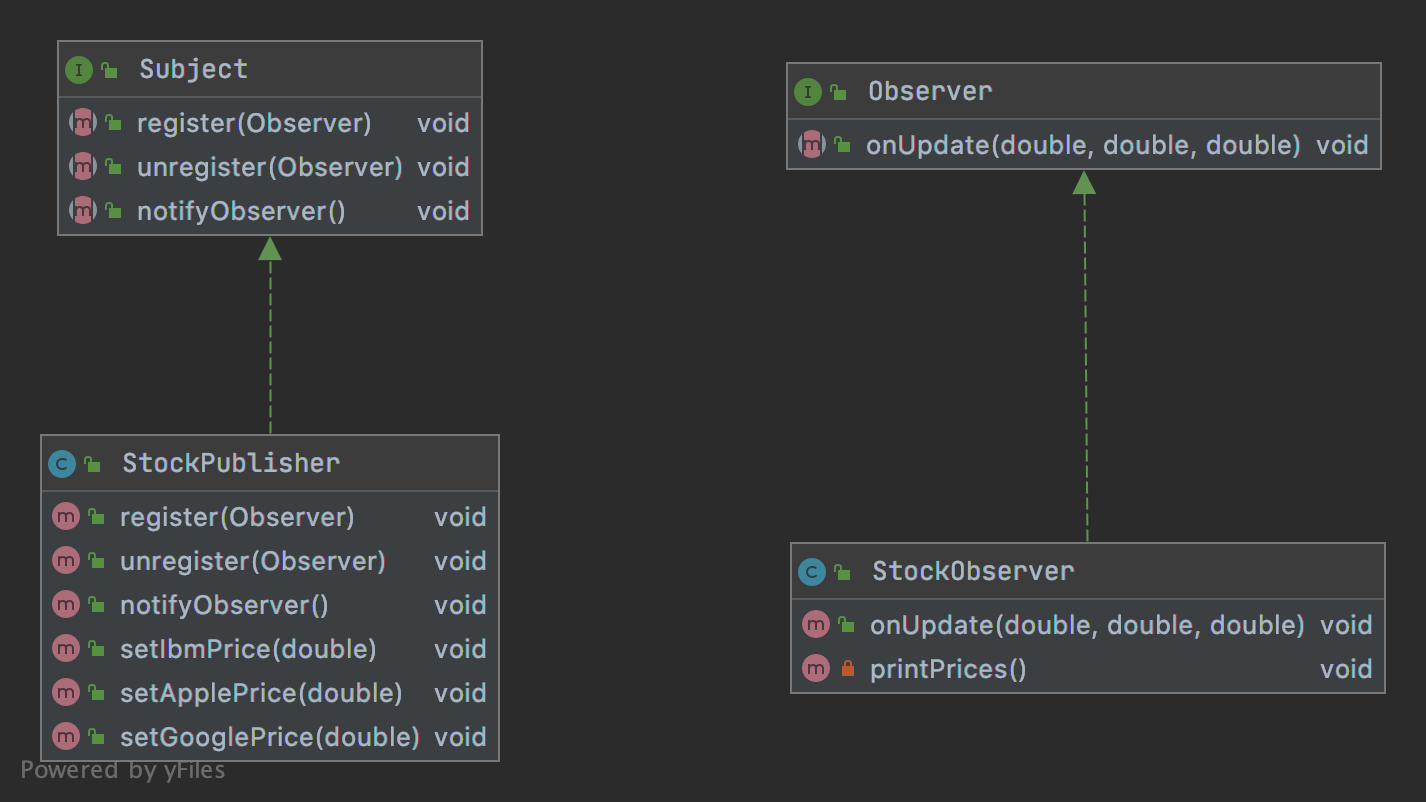 Subject
register(Observer) void
unregister(Observer) void
notifyObserver() void
Observer
onUpdate(double, double, double) void
StockPublisher
register(Observer) void
unregister(Observer) void
notifyObserver() void
setIbmPrice(double) void
setApplePrice(double) void
setGooglePrice(double) void
StockObserver
onUpdate(double, double, double) void
printPrices() void
Powered by yFiles